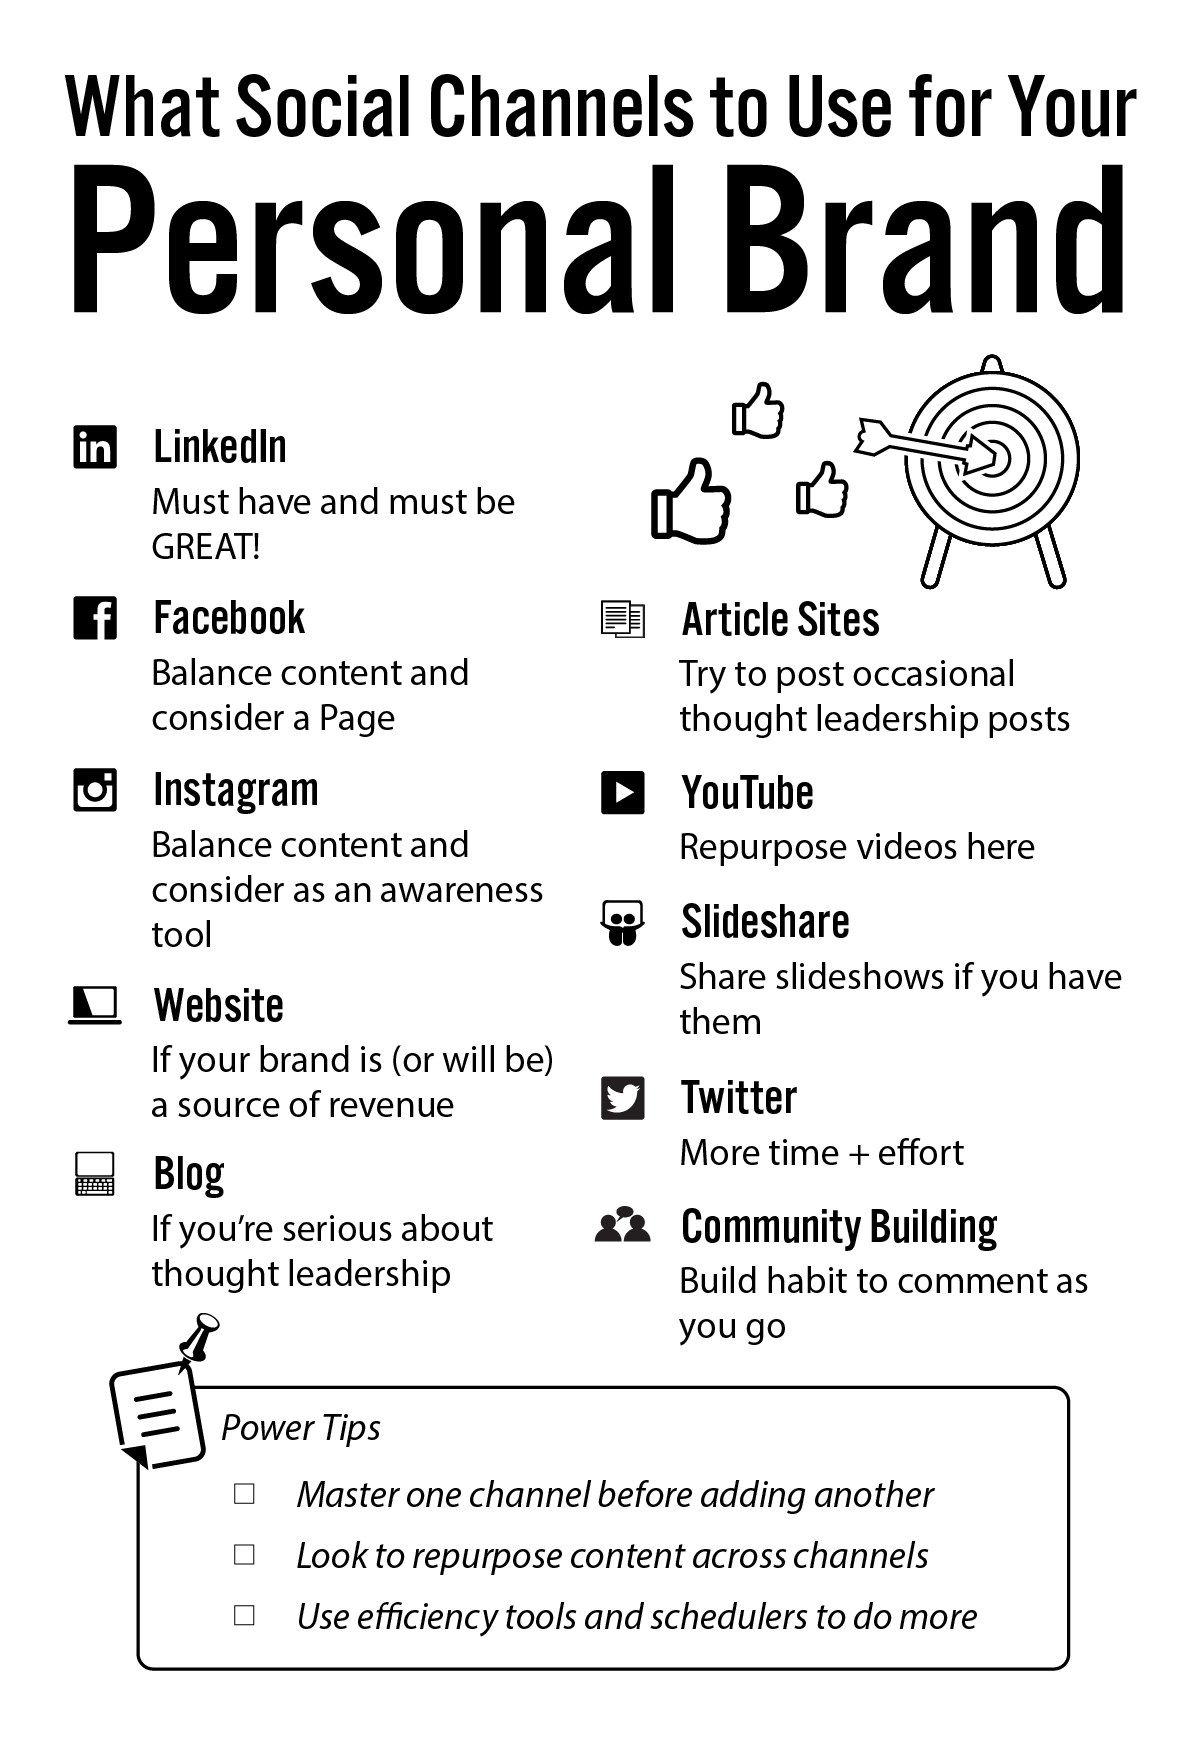 What Social Channels to Use for Your
Personal Brand
LinkedIn
Must have and must be
GREAT!
Facebook
Balance content and
consider a Page
Instagram
Balance content and
consider as an awareness
tool
Website
If your brand is (or will be)
a source of revenue
Blog
If you’re serious about
thought leadership
Article Sites
Try to post occasional
thought leadership posts
YouTube
Repurpose videos here
Slideshare
Share slideshows if you have
them
Twitter
More time + effort
Community Building
Build habit to comment as
you go
Power Tips
Master one channel before adding another
Look to repurpose content across channels
Use efficiency tools and schedulers to do more